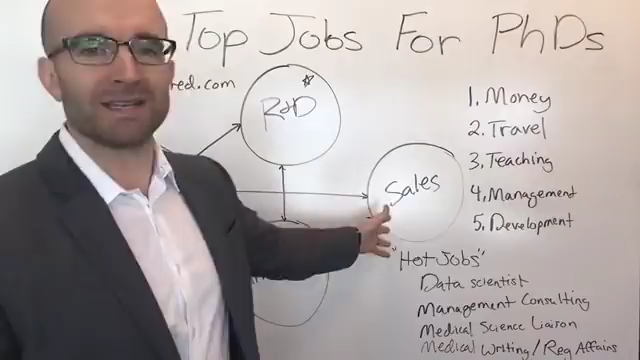 Top Jobs For PhDs
red.com
R+D
Sales
1. Money
2. Travel
3. Teaching
4. Management
5. Development
"Hot Jobs"
Data scientist
Management Consulting
Medical Science Liaison
Medical Writing/Reg Affairs